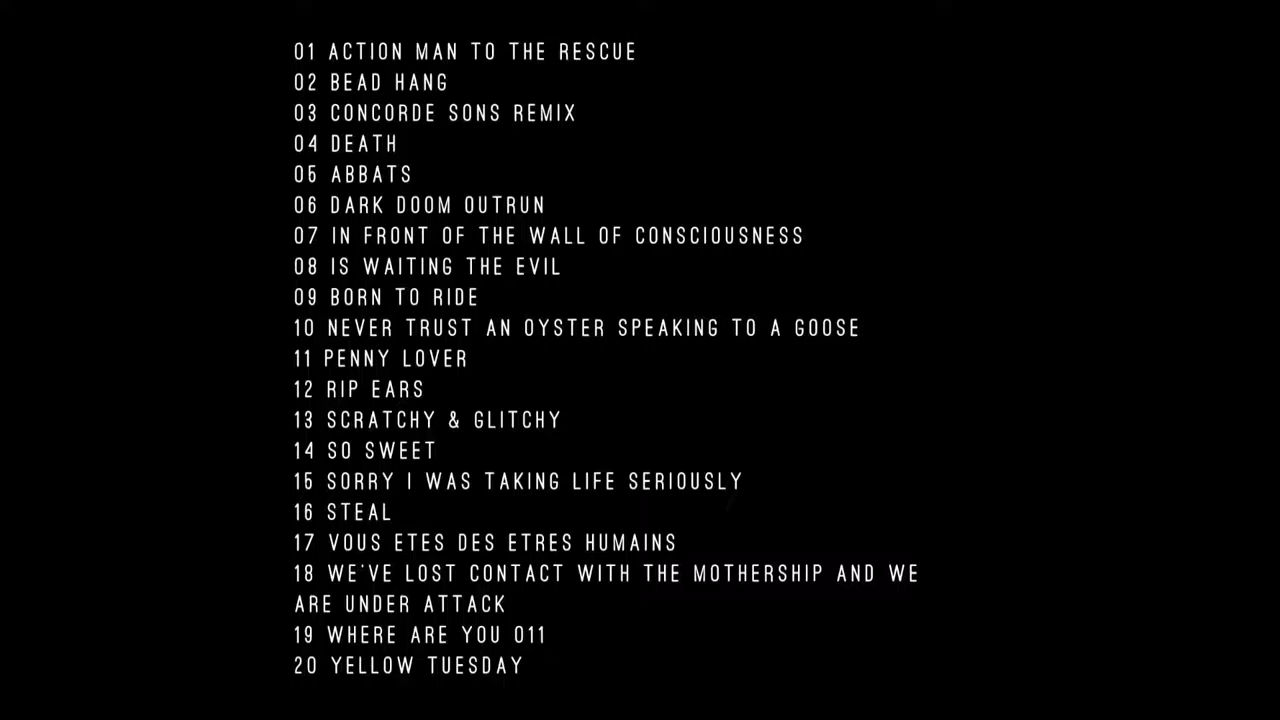 01 ACTION MAN TO THE RESCUE
02 BEAD HANG
03 CONCORDE SONS REMIX
04 DEATH
05 ABBATS
06 DARK DOOM OUTRUN
07 IN FRONT OF THE WALL OF CONSCIOUSNESS
08 IS WAITING THE EVIL
09 BORN TO RIDE
10 NEVER TRUST AN OYSTER SPEAKING TO A GOOSE
11 PENNY LOVER
12 RIP EARS
13 SCRATCHY & GLITCHY
14 SO SWEET
15 SORRY I WAS TAKING LIFE SERIOUSLY
16 STEAL
17 VOUS ETES DES ETRES HUMAINS
18 WE'VE LOST CONTACT WITH THE MOTHERSHIP AND WE
ARE UNDER ATTACK
19 WHERE ARE YOU 011
20 YELLOW TUESDAY